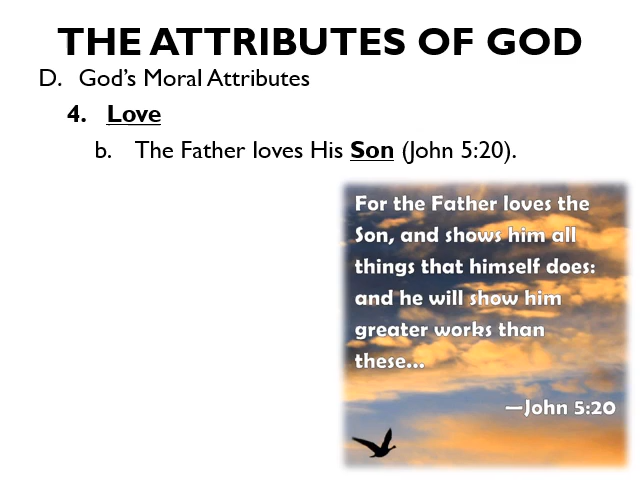 THE ATTRIBUTES OF GOD
D. God's Moral Attributes
4. Love
b. The Father loves His Son (John 5:20).
For the Father loves the
Son, and shows him all
things that himself does:
and he will show him
greater works than
these...
—John 5:20